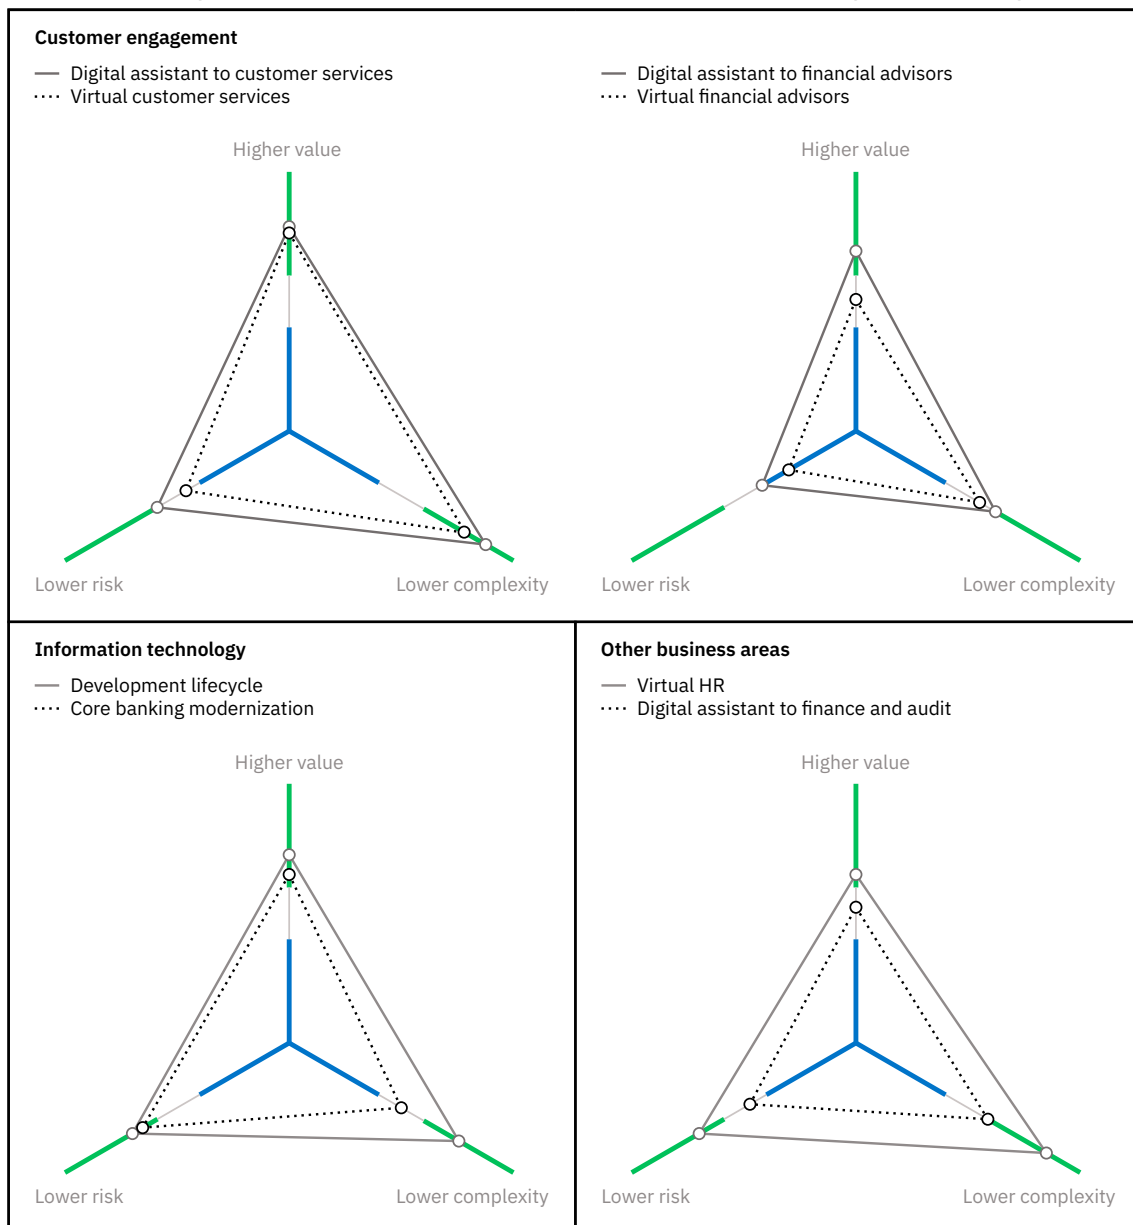 Customer engagement
Digital assistant to customer services
Virtual customer services
Higher value
Lower risk
Lower complexity
Digital assistant to financial advisors
Virtual financial advisors
Higher value
Lower risk
Lower complexity
Information technology
Development lifecycle
Core banking modernization
Higher value
Lower risk
Lower complexity
Other business areas
Virtual HR
Digital assistant to finance and audit
Higher value
Lower risk
Lower complexity